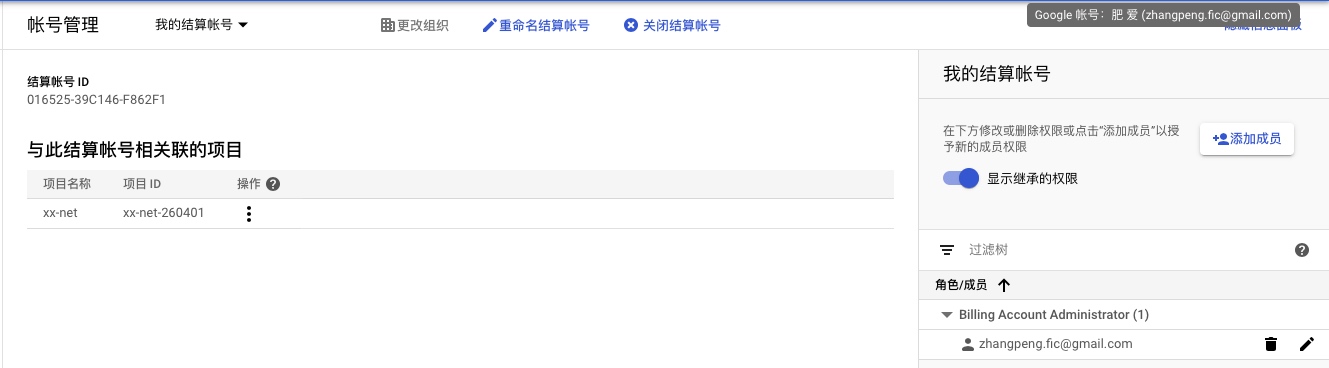 帐号管理
我的结算帐号
更改组织
重命名结算帐号
关闭结算帐号
Google 帐号：肥 爱 (zhangpeng.fic@gmail.com)
隐藏信息面板
结算帐号 ID
016525-39C146-F862F1
与此结算帐号相关联的项目
项目名称 项目 ID 操作
xx-net xx-net-260401
我的结算帐号
在下方修改或删除权限或点击“添加成员”以授
予新的成员权限
添加成员
显示继承的权限
过滤树
角色/成员
Billing Account Administrator (1)
zhangpeng.fic@gmail.com